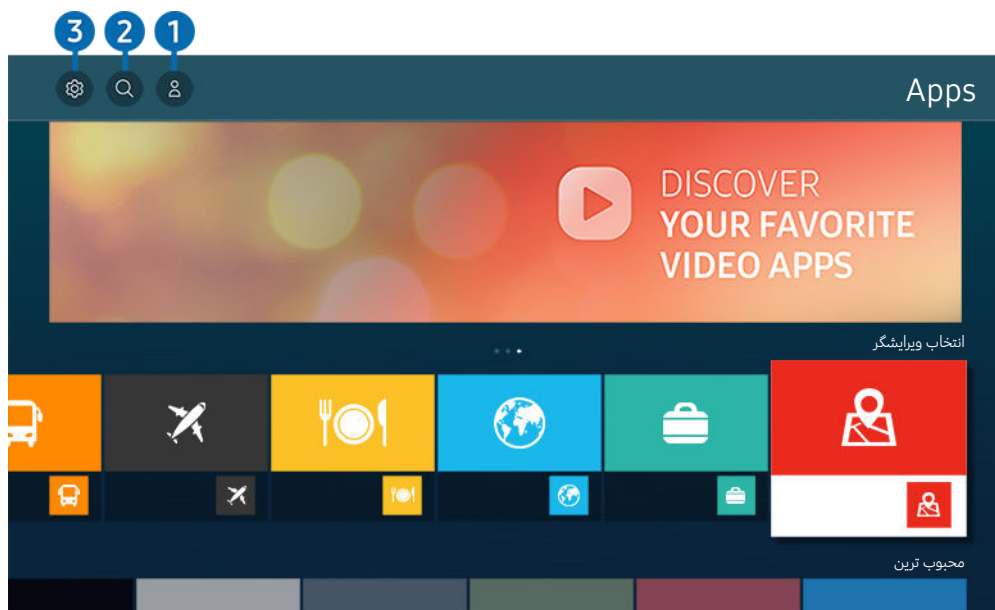 1 2 3
Apps
DISCOVER
YOUR FAVORITE
VIDEO APPS
انتخاب ویرایشگر
محبوب ترین